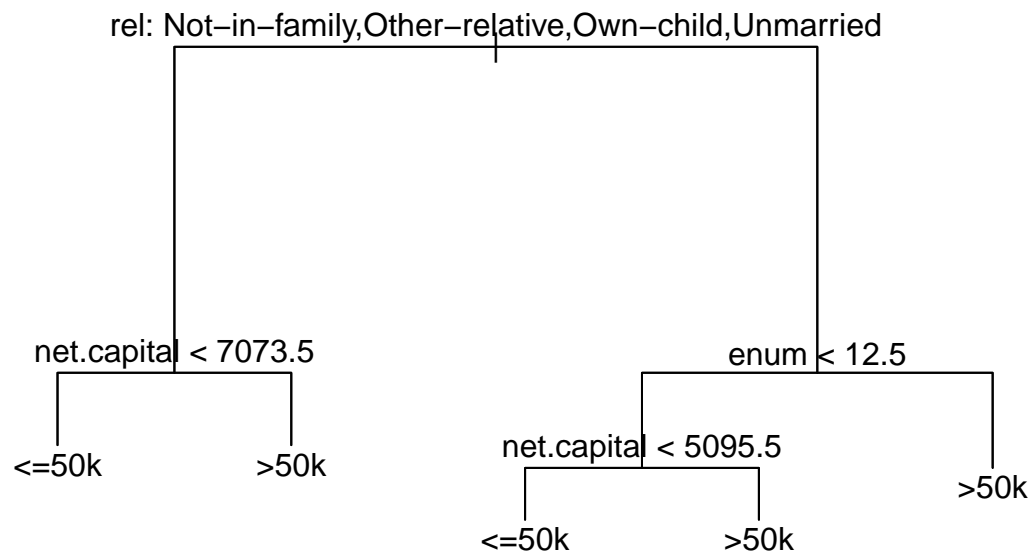 rel: Not−in−family,Other−relative,Own−child,Unmarried
net.capital < 7073.5
enum < 12.5
<=50k
>50k
net.capital < 5095.5
>50k
<=50k
>50k